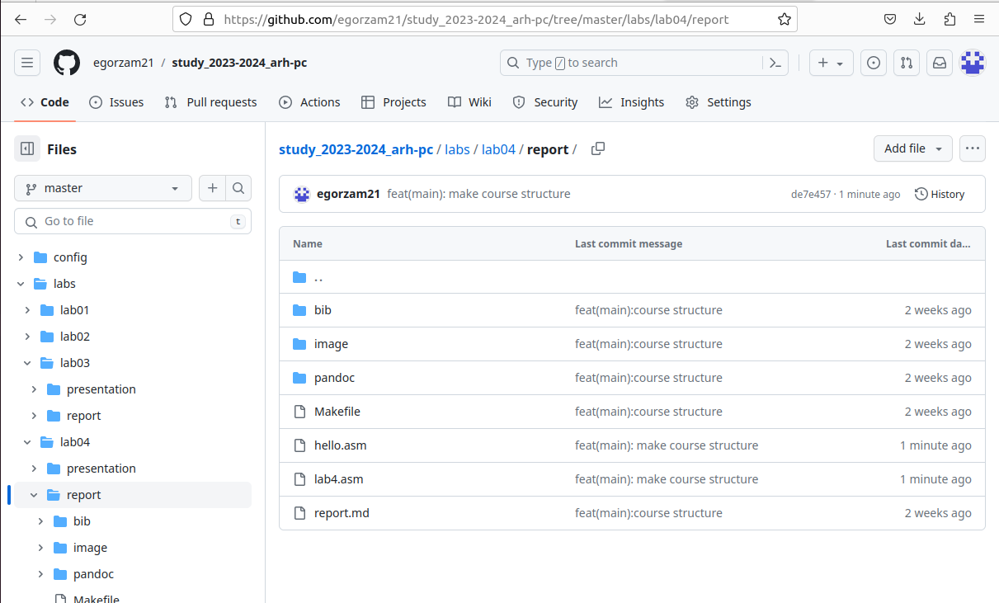 https://github.com/egorzam21/study_2023-2024_arh-pc/tree/master/labs/lab04/report
egorzam21 / study_2023-2024_arh-pc
Type / to search
Code Issues Pull requests Actions Projects Wiki Security Insights Settings
Files
master
Go to file t
config
labs
lab01
lab02
lab03
presentation
report
lab04
presentation
report
bib
image
pandoc
Makefile
study_2023-2024_arh-pc / labs / lab04 / report /
Add file
egorzam21 feat(main): make course structure de7e457 · 1 minute ago History
Name Last commit message Last commit da...
..
bib feat(main):course structure 2 weeks ago
image feat(main):course structure 2 weeks ago
pandoc feat(main):course structure 2 weeks ago
Makefile feat(main):course structure 2 weeks ago
hello.asm feat(main): make course structure 1 minute ago
lab4.asm feat(main): make course structure 1 minute ago
report.md feat(main):course structure 2 weeks ago